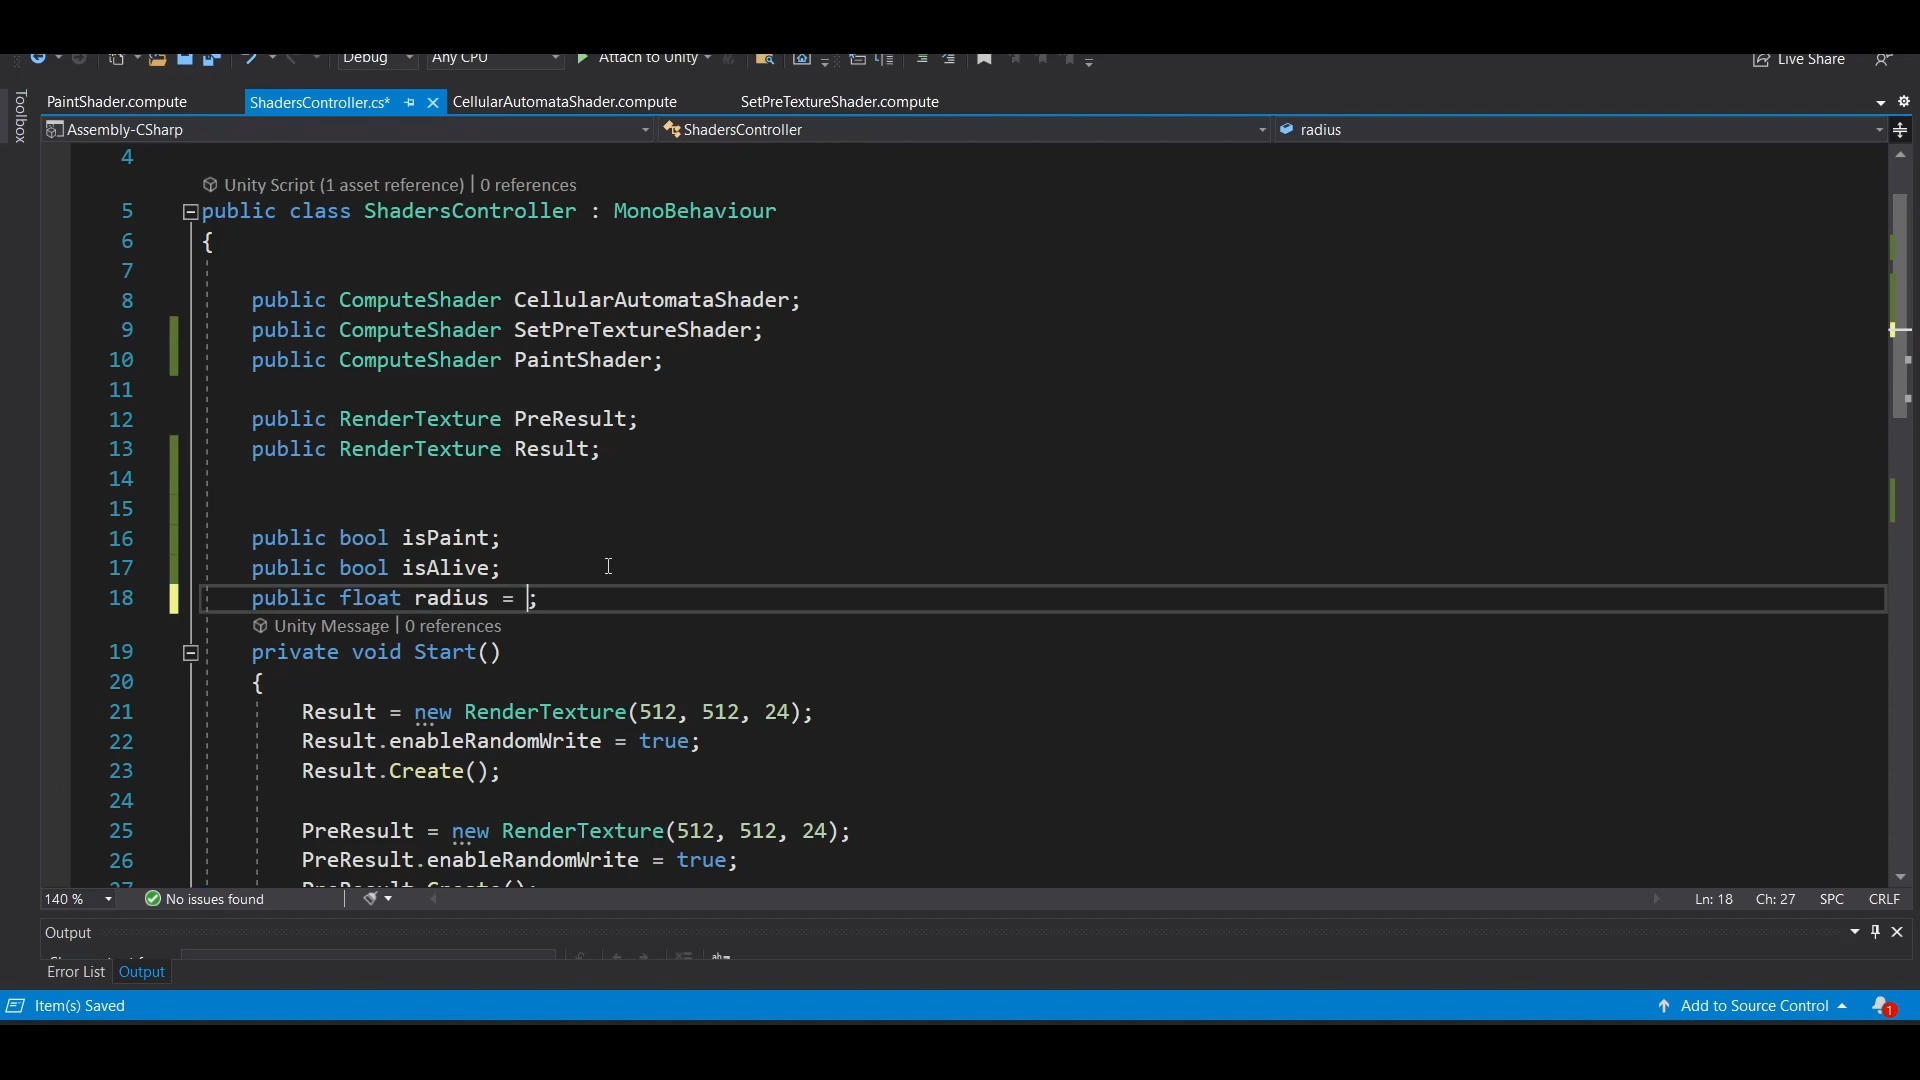 Debug Any CPU Attach to Unity Live Share
Toolbox
PaintShader.compute ShadersController.cs* CellularAutomataShader.compute SetPreTextureShader.compute
Assembly-CSharp ShadersController radius
4
Unity Script (1 asset reference) | 0 references
5 public class ShadersController : MonoBehaviour
6 {
7
8 public ComputeShader CellularAutomataShader;
9 public ComputeShader SetPreTextureShader;
10 public ComputeShader PaintShader;
11
12 public RenderTexture PreResult;
13 public RenderTexture Result;
14
15
16 public bool isPaint;
17 public bool isAlive;
18 public float radius = ;
Unity Message | 0 references
19 private void Start()
20 {
21 Result = new RenderTexture(512, 512, 24);
22 Result.enableRandomWrite = true;
23 Result.Create();
24
25 PreResult = new RenderTexture(512, 512, 24);
26 PreResult.enableRandomWrite = true;
27 PreResult.Create();
140 % No issues found Ln: 18 Ch: 27 SPC CRLF
Output
Error List Output
Item(s) Saved Add to Source Control 1